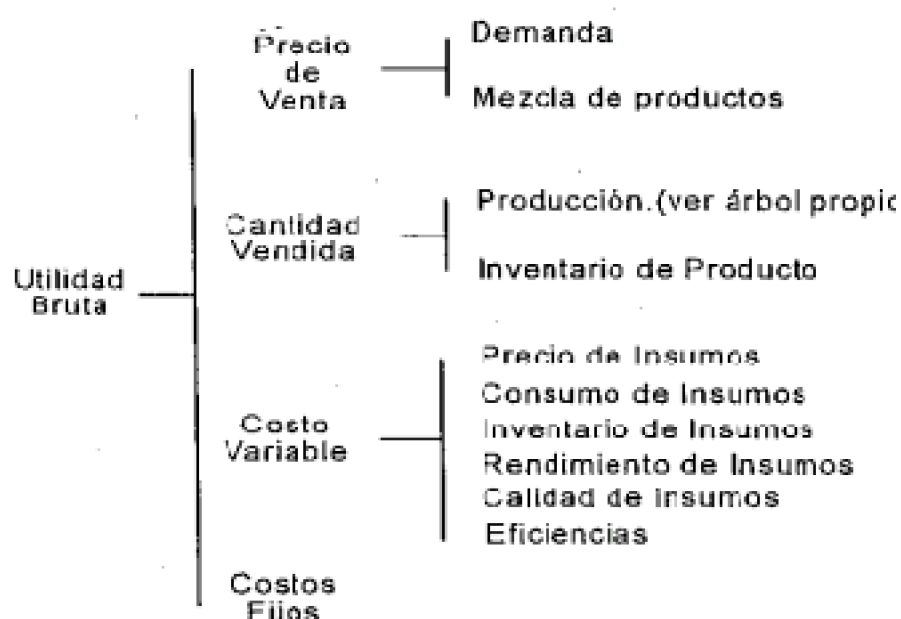 Utilidad
Bruta
Precio
de
Venta
Demanda
Mezcla de productos
Cantidad
Vendida
Producción.(ver árbol propio
Inventario de Producto
Costo
Variable
Precio de Insumos
Consumo de Insumos
Inventario de Insumos
Rendimiento de Insumos
Calidad de Insumos
Eficiencias
Costos
Fijos